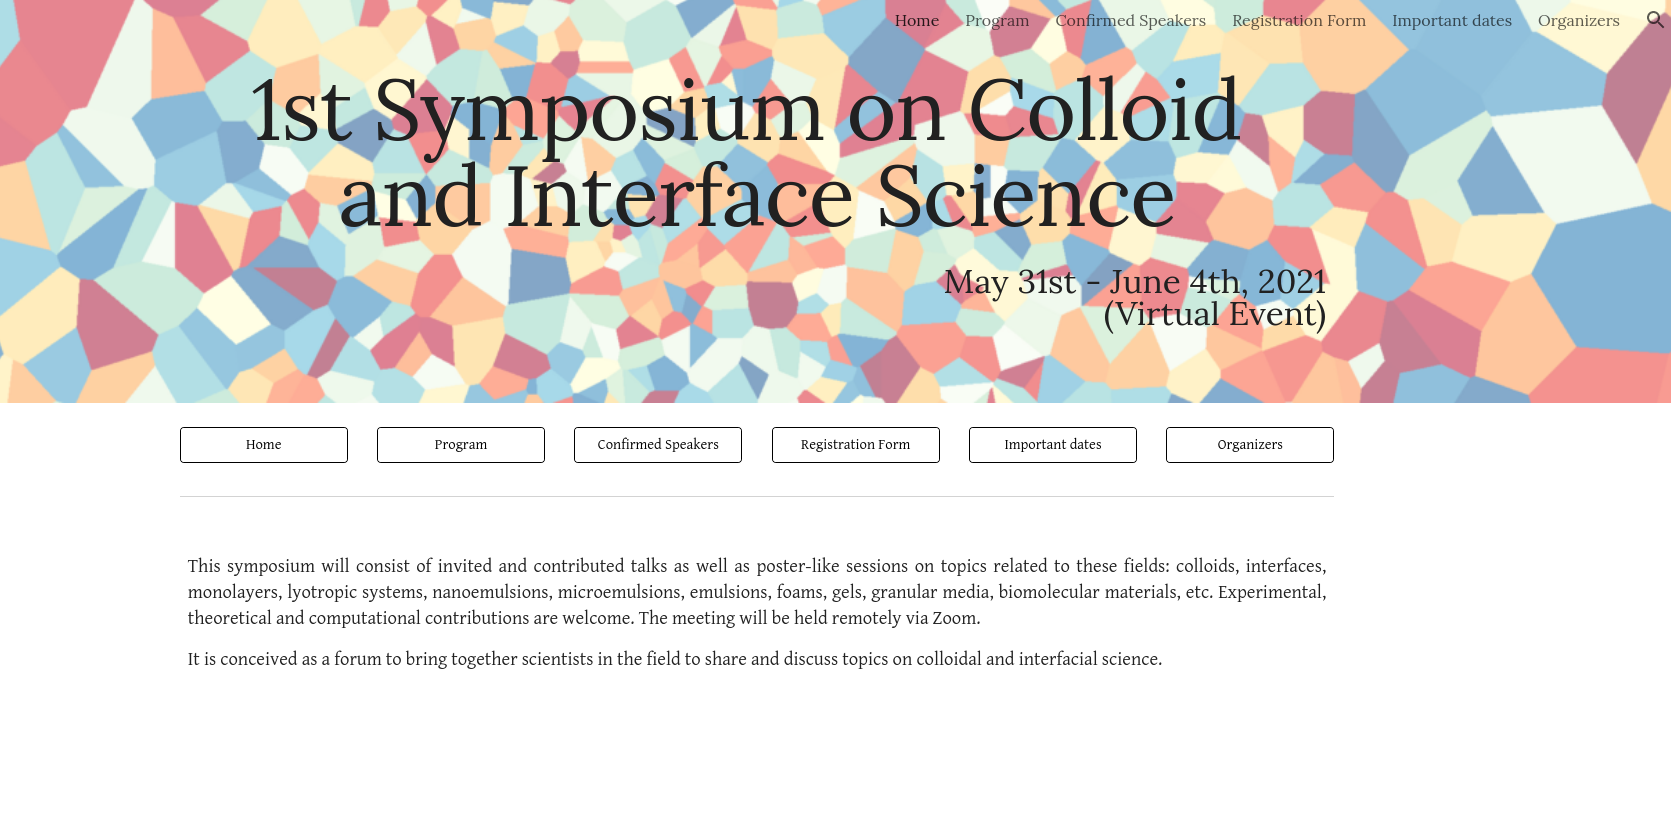 Home Program Confirmed Speakers Registration Form Important dates Organizers
1st Symposium on Colloid
and Interface Science
May 31st - June 4th, 2021
(Virtual Event)
Home Program Confirmed Speakers Registration Form Important dates Organizers
This symposium will consist of invited and contributed talks as well as poster-like sessions on topics related to these fields: colloids, interfaces,
monolayers, lyotropic systems, nanoemulsions, microemulsions, emulsions, foams, gels, granular media, biomolecular materials, etc. Experimental,
theoretical and computational contributions are welcome. The meeting will be held remotely via Zoom.
It is conceived as a forum to bring together scientists in the field to share and discuss topics on colloidal and interfacial science.